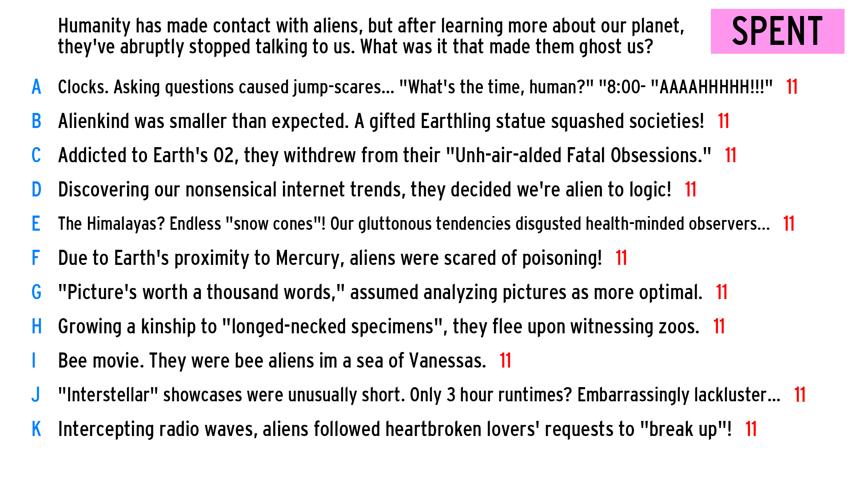 Humanity has made contact with aliens, but after learning more about our planet,
they've abruptly stopped talking to us. What was it that made them ghost us?
SPENT
A Clocks. Asking questions caused jump-scares... "What's the time, human?" "8:00- "AAAAHHHHH!!!" 11
B Alienkind was smaller than expected. A gifted Earthling statue squashed societies! 11
C Addicted to Earth's O2, they withdrew from their "Unh-air-alded Fatal Obsessions." 11
D Discovering our nonsensical internet trends, they decided we're alien to logic! 11
E The Himalayas? Endless "snow cones"! Our gluttonous tendencies disgusted health-minded observers... 11
F Due to Earth's proximity to Mercury, aliens were scared of poisoning! 11
G "Picture's worth a thousand words," assumed analyzing pictures as more optimal. 11
H Growing a kinship to "longed-necked specimens", they flee upon witnessing zoos. 11
I Bee movie. They were bee aliens im a sea of Vanessas. 11
J "Interstellar" showcases were unusually short. Only 3 hour runtimes? Embarrassingly lackluster... 11
K Intercepting radio waves, aliens followed heartbroken lovers' requests to "break up"! 11